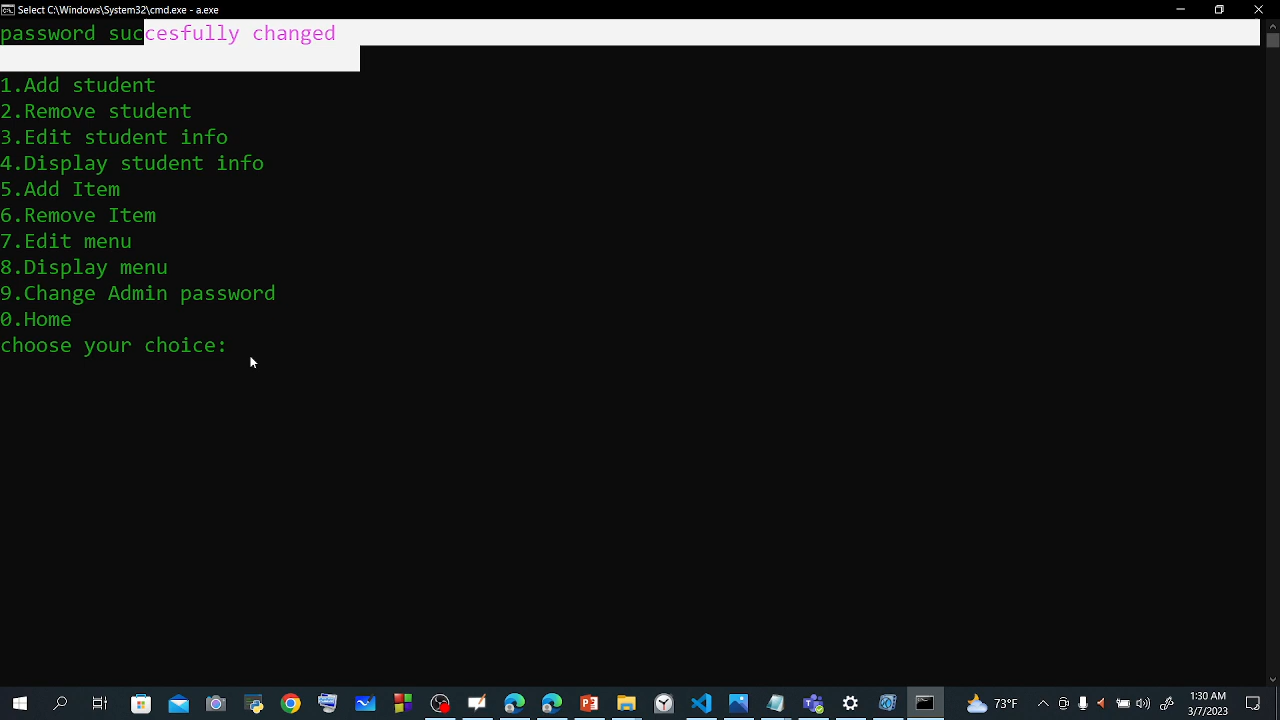 Select C:\Windows\System32\cmd.exe - a.exe
password succesfully changed
1.Add student
2.Remove student
3.Edit student info
4.Display student info
5.Add Item
6.Remove Item
7.Edit menu
8.Display menu
9.Change Admin password
0.Home
choose your choice:
73°F
1:30 AM
3/7/2023